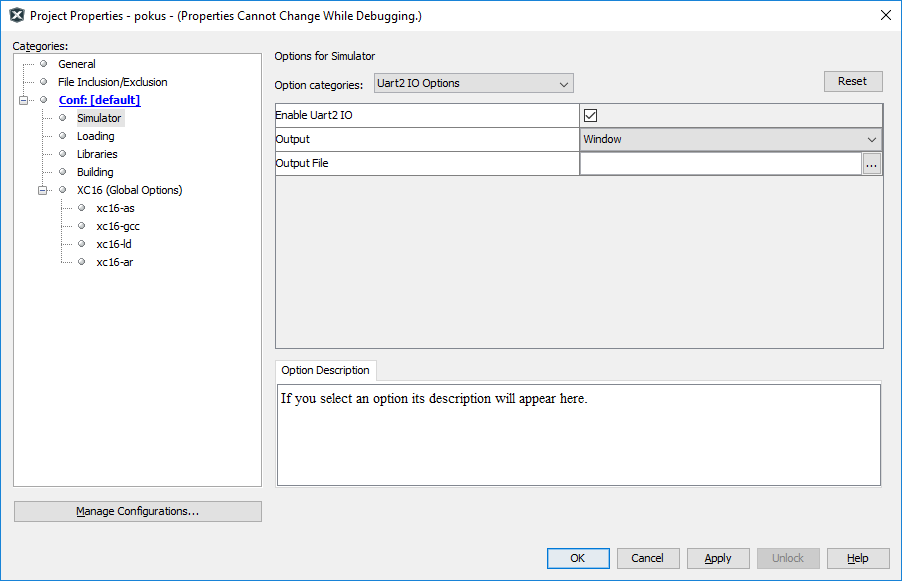 Project Properties - pokus - (Properties Cannot Change While Debugging.)
Categories:
General
File Inclusion/Exclusion
Conf: [default]
Simulator
Loading
Libraries
Building
XC16 (Global Options)
xc16-as
xc16-gcc
xc16-ld
xc16-ar
Manage Configurations...
Options for Simulator
Option categories: Uart2 IO Options Reset
Enable Uart2 IO
Output Window
Output File ...
Option Description
If you select an option its description will appear here.
OK Cancel Apply Unlock Help